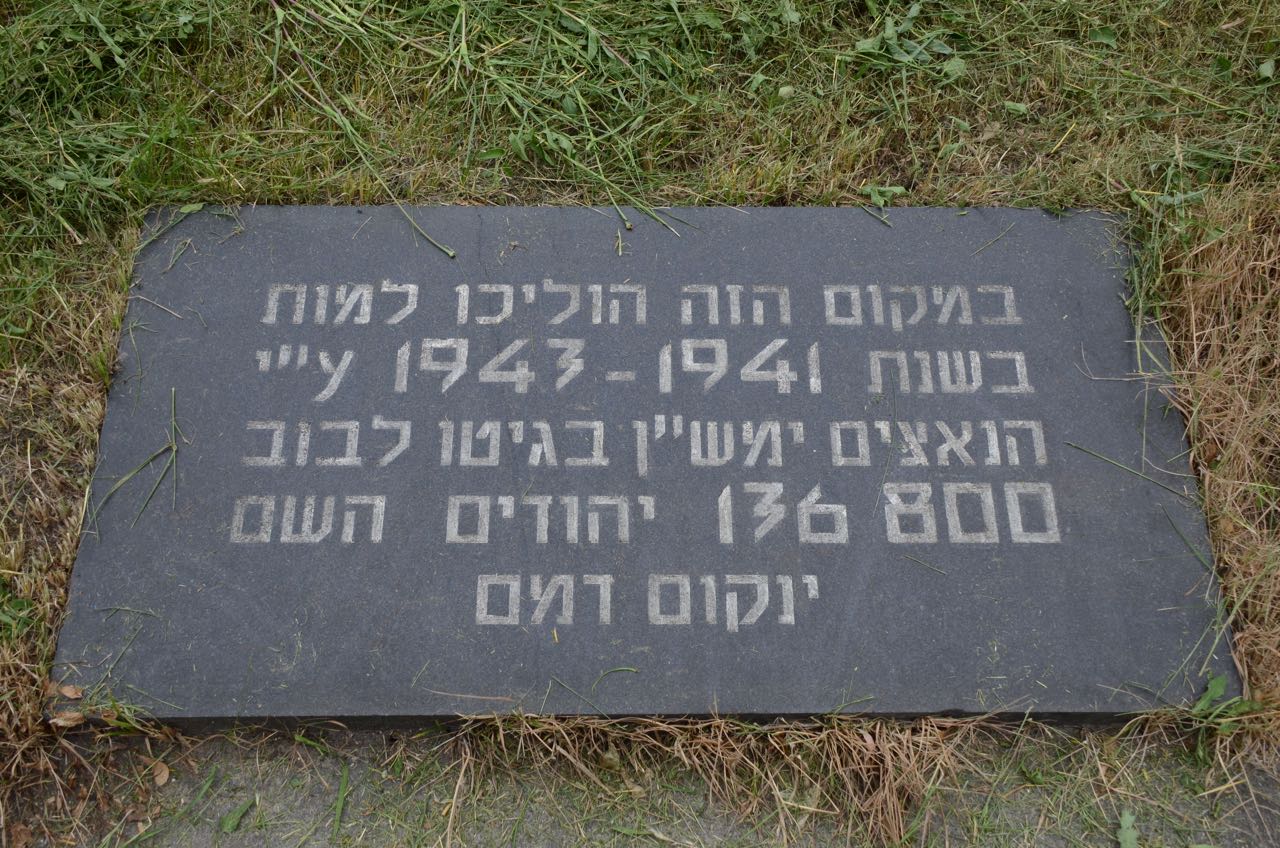 במקום הזה הוליכו למות
בשנת 1941 - 1943 ע״י
הנאצים ימש״ן בגיטו לבוב
136 800 יהודים השם
ינקום דמם